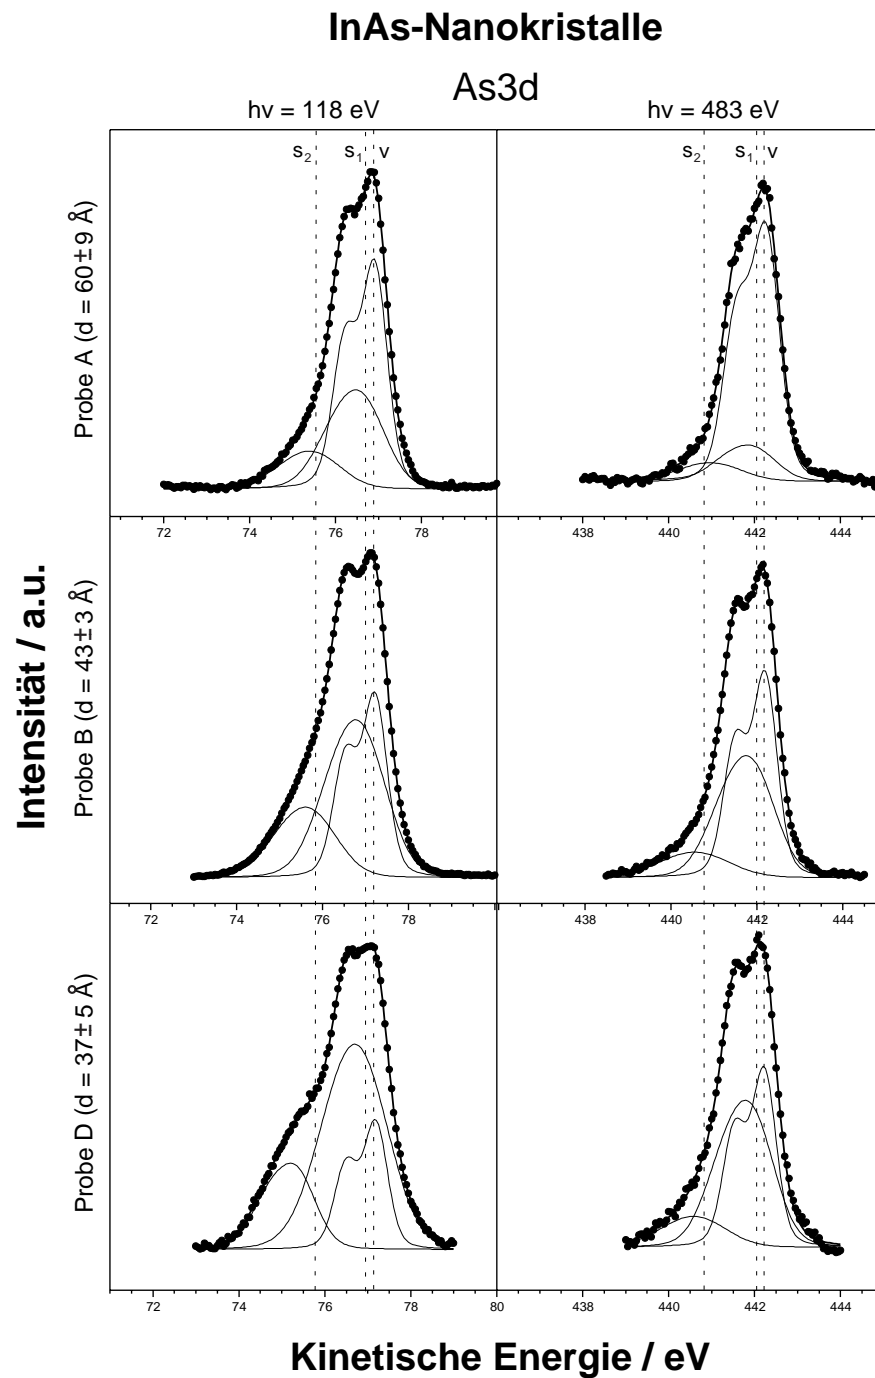 InAs-Nanokristalle
As3d
hν = 118 eV
hν = 483 eV
s2 s1 v
s2 s1 v
Intensität / a.u.
Probe A (d = 60±9 Å)
72 74 76 78
438 440 442 444
Probe B (d = 43±3 Å)
72 74 76 78
438 440 442 444
Probe D (d = 37±5 Å)
72 74 76 78 80
438 440 442 444
Kinetische Energie / eV